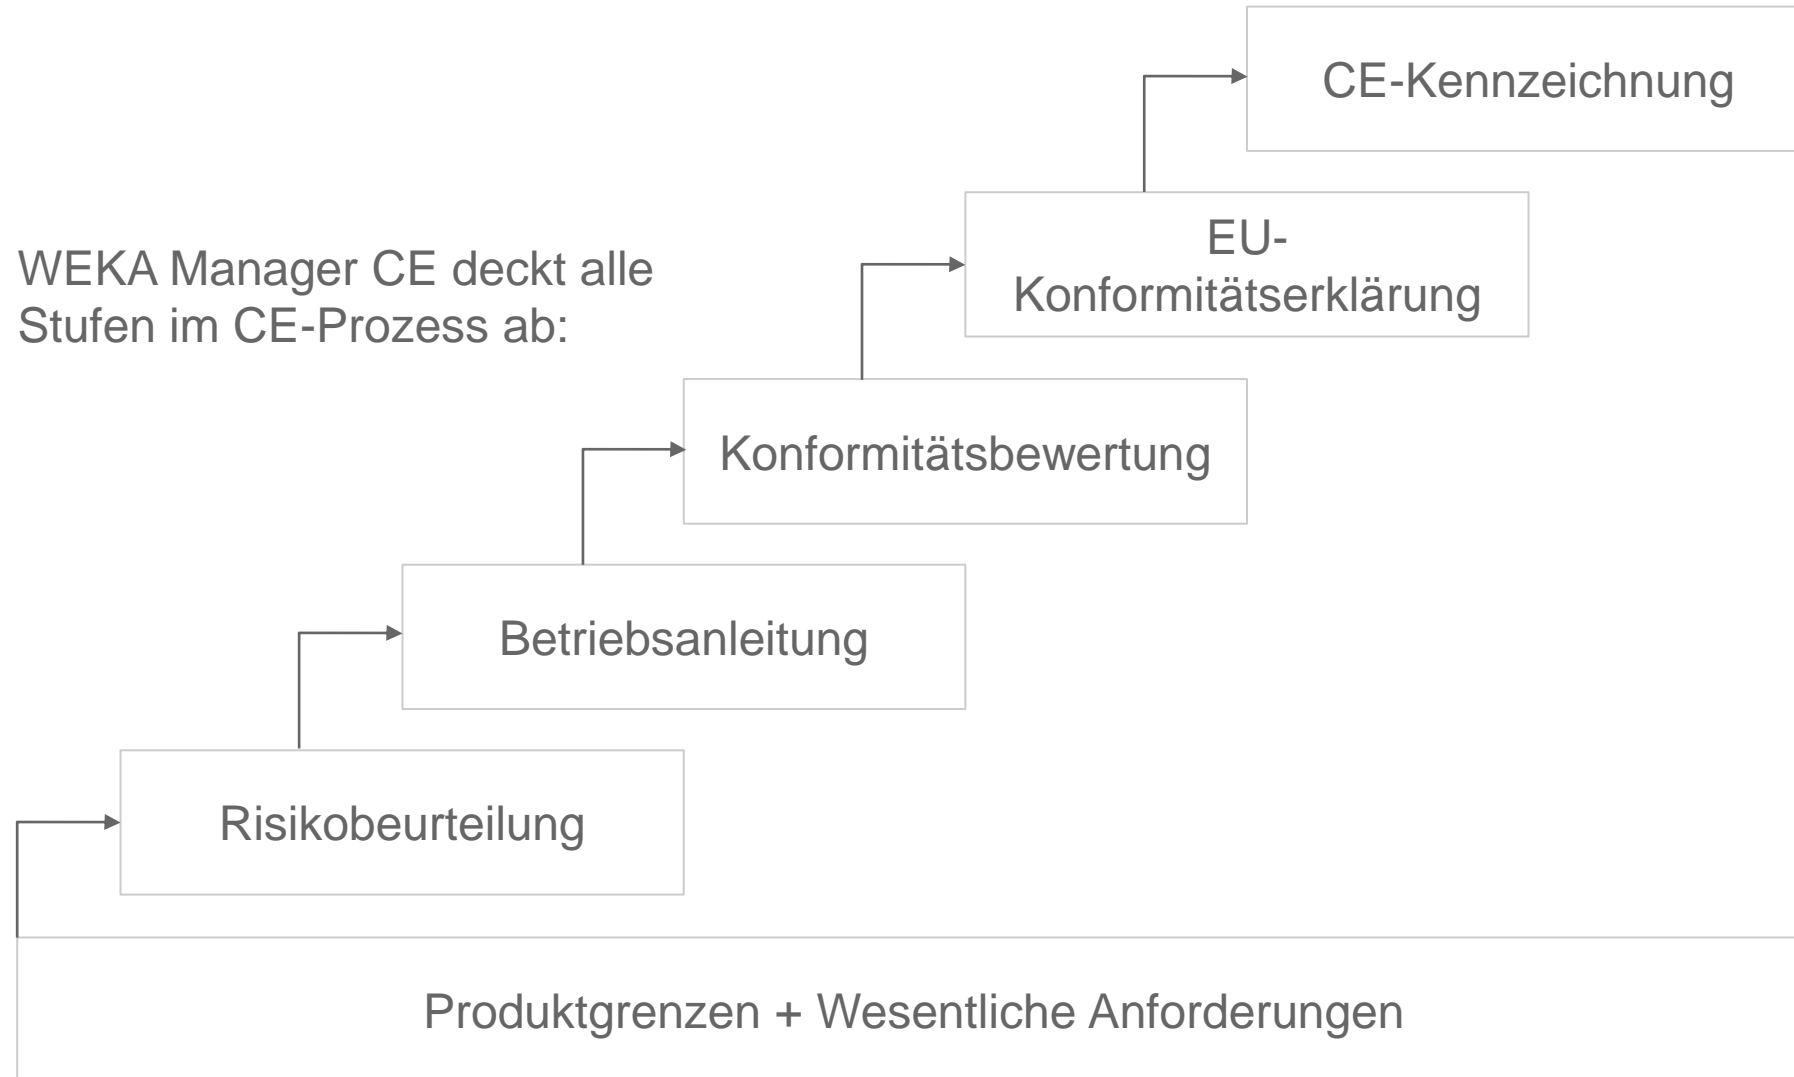 CE-Kennzeichnung
EU-
Konformitätserklärung
WEKA Manager CE deckt alle
Stufen im CE-Prozess ab:
Konformitätsbewertung
Betriebsanleitung
Risikobeurteilung
Produktgrenzen + Wesentliche Anforderungen